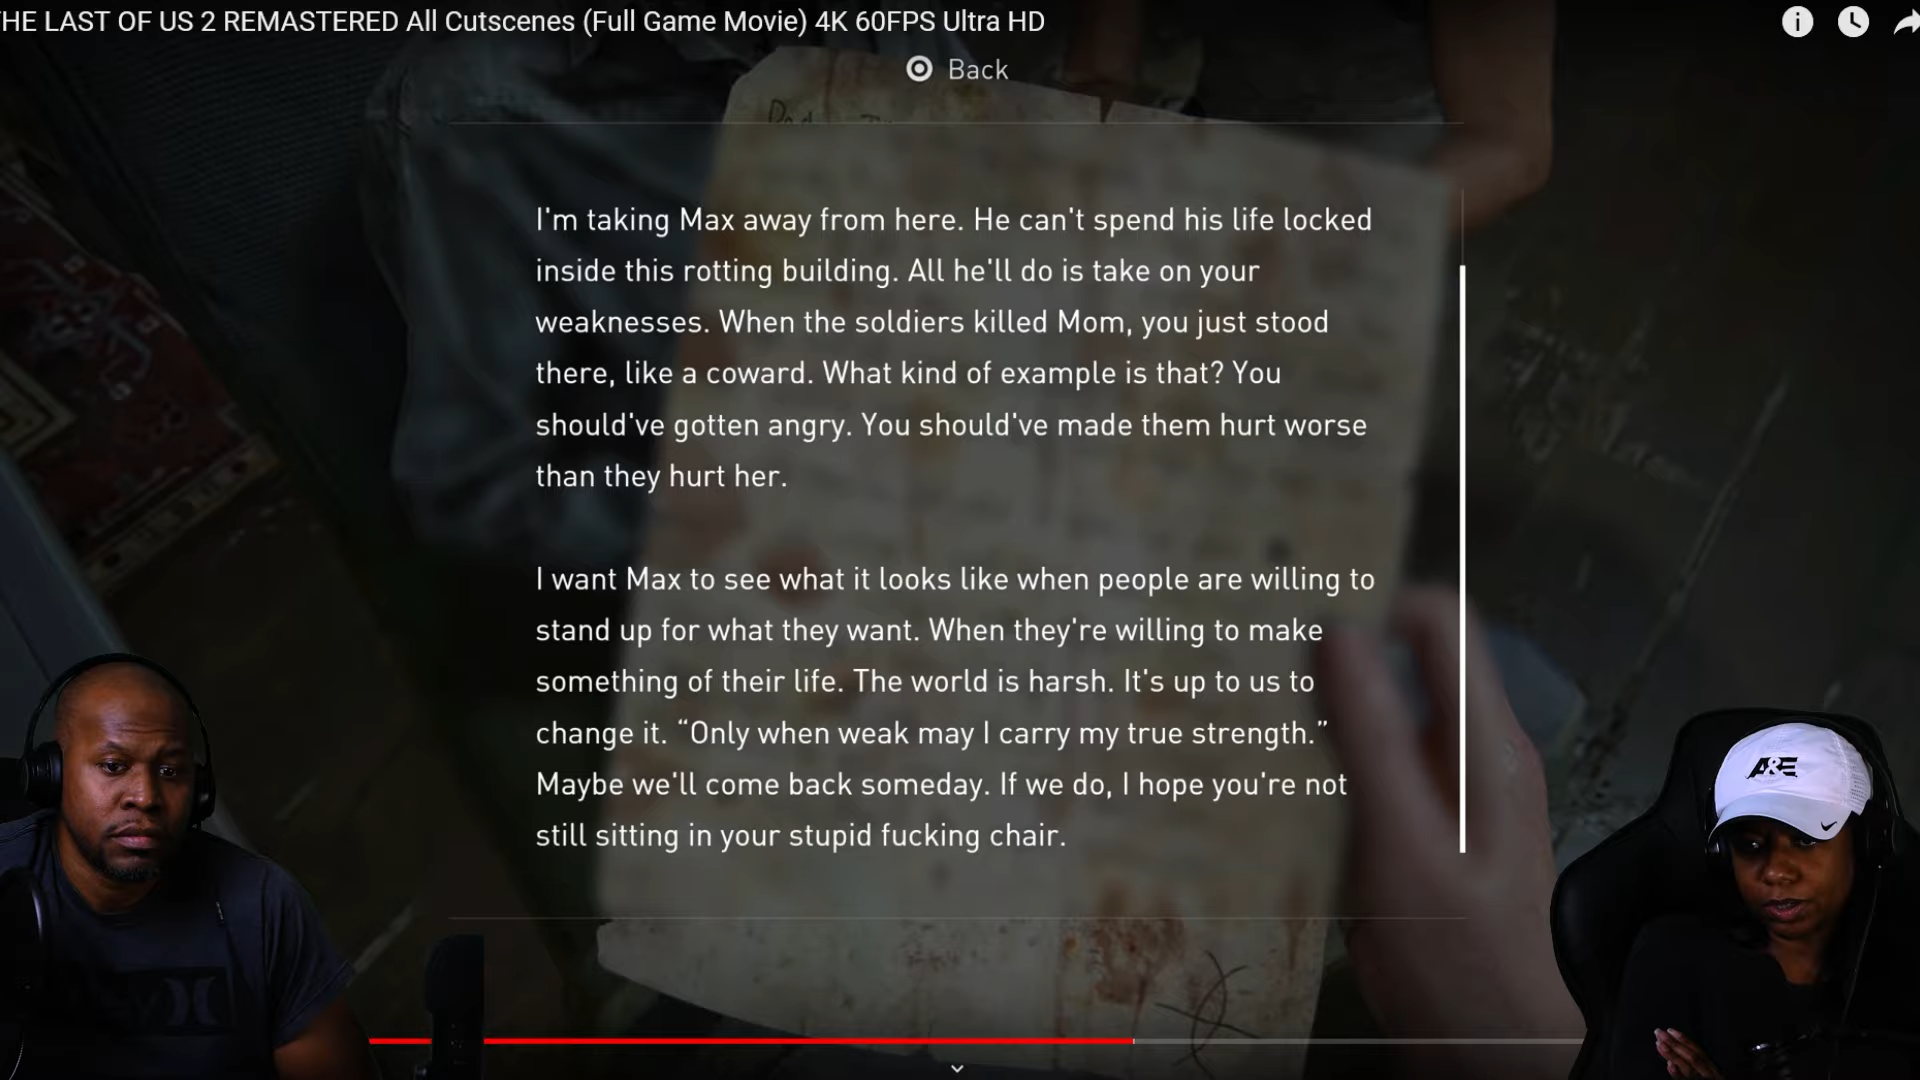 THE LAST OF US 2 REMASTERED All Cutscenes (Full Game Movie) 4K 60FPS Ultra HD
Back
I'm taking Max away from here. He can't spend his life locked
inside this rotting building. All he'll do is take on your
weaknesses. When the soldiers killed Mom, you just stood
there, like a coward. What kind of example is that? You
should've gotten angry. You should've made them hurt worse
than they hurt her.
I want Max to see what it looks like when people are willing to
stand up for what they want. When they're willing to make
something of their life. The world is harsh. It's up to us to
change it. “Only when weak may I carry my true strength.”
Maybe we'll come back someday. If we do, I hope you're not
still sitting in your stupid fucking chair.
A&E